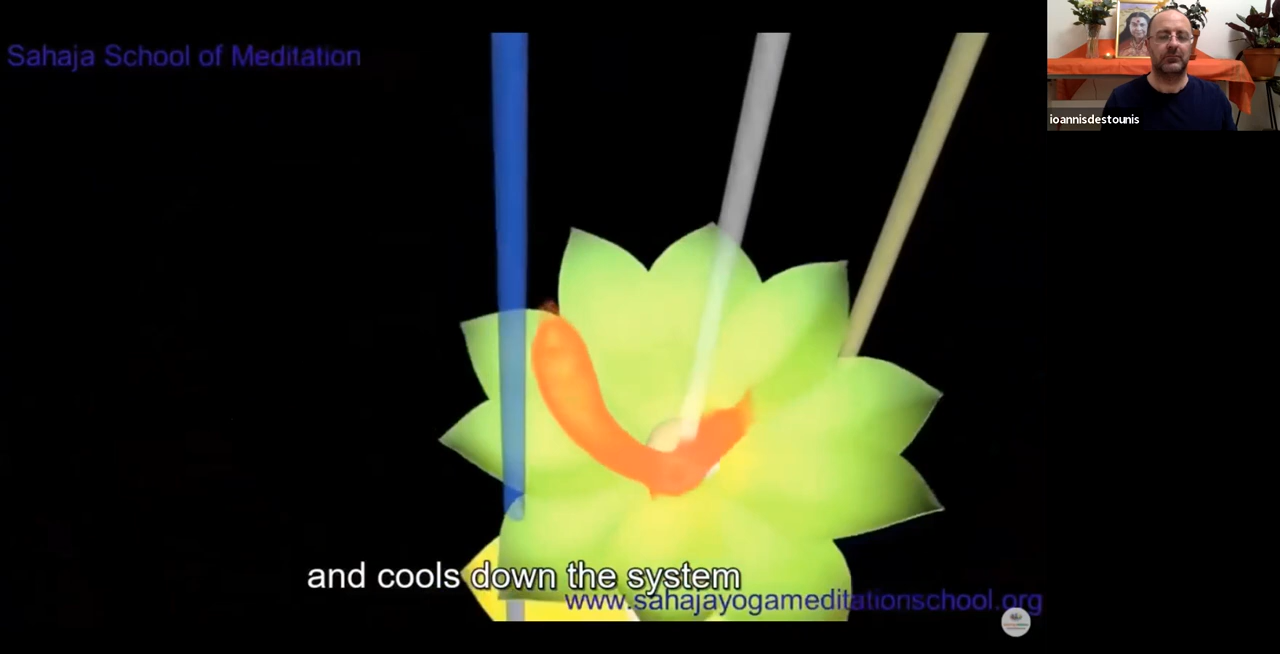 Sahaja School of Meditation
ioannisdestounis
and cools down the system
www.sahajayogameditationschool.org